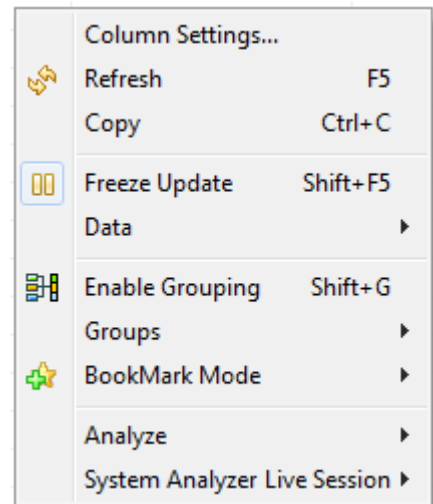 Column Settings...
Refresh F5
Copy Ctrl+C
Freeze Update Shift+F5
Data
Enable Grouping Shift+G
Groups
BookMark Mode
Analyze
System Analyzer Live Session